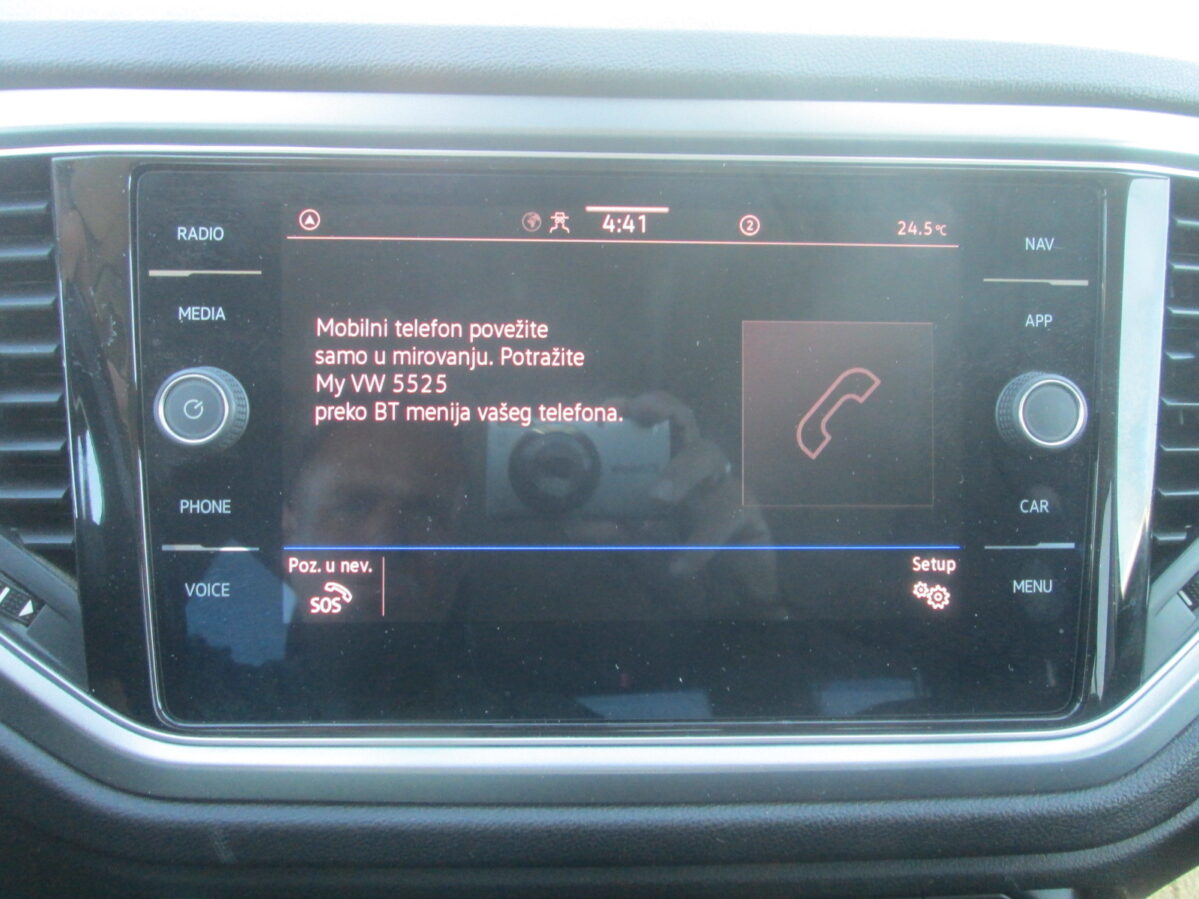 RADIO
MEDIA
PHONE
VOICE
4:41
2
24.5°C
Mobilni telefon povežite
samo u mirovanju. Potražite
My VW 5525
preko BT menija vašeg telefona.
Poz. u nev.
SOS
Setup
NAV
APP
CAR
MENU